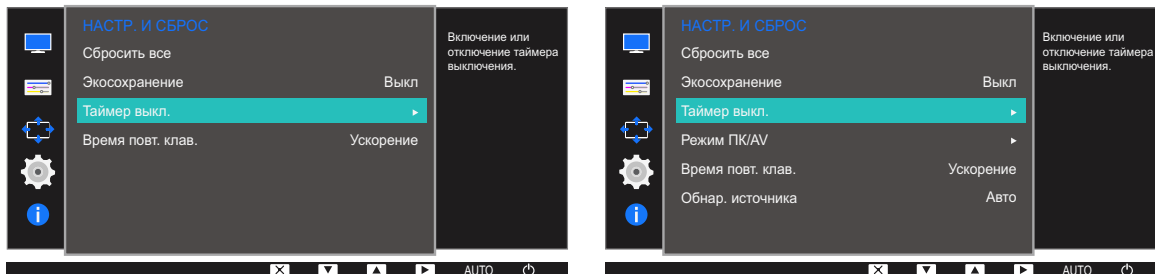 НАСТР. И СБРОС
Сбросить все
Экосохранение Выкл
Таймер выкл.
Время повт. клав. Ускорение
Включение или
отключение таймера
выключения.
AUTO
НАСТР. И СБРОС
Сбросить все
Экосохранение Выкл
Таймер выкл.
Режим ПК/AV
Время повт. клав. Ускорение
Обнар. источника Авто
Включение или
отключение таймера
выключения.
AUTO